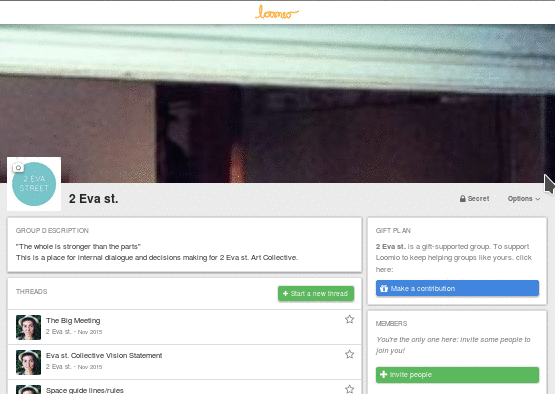 loomio
2 EVA
STREET
2 Eva st.
Secret
Options
GROUP DESCRIPTION
"The whole is stronger than the parts"
This is a place for internal dialogue and decisions making for 2 Eva st. Art Collective.
THREADS
Start a new thread
The Big Meeting
2 Eva st. - Nov 2015
Eva st. Collective Vision Statement
2 Eva st. - Nov 2015
Space guide lines/rules
GIFT PLAN
2 Eva st. is a gift-supported group. To support
Loomio to keep helping groups like yours. click
here:
Make a contribution
MEMBERS
You're the only one here: invite some people to
join you!
Invite people